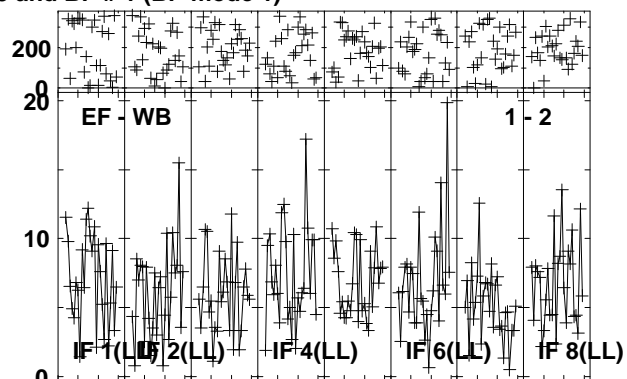 200
0
20
EF - WB
1 - 2
10
IF 1(LL)
IF 2(LL)
IF 4(LL)
IF 6(LL)
IF 8(LL)
0